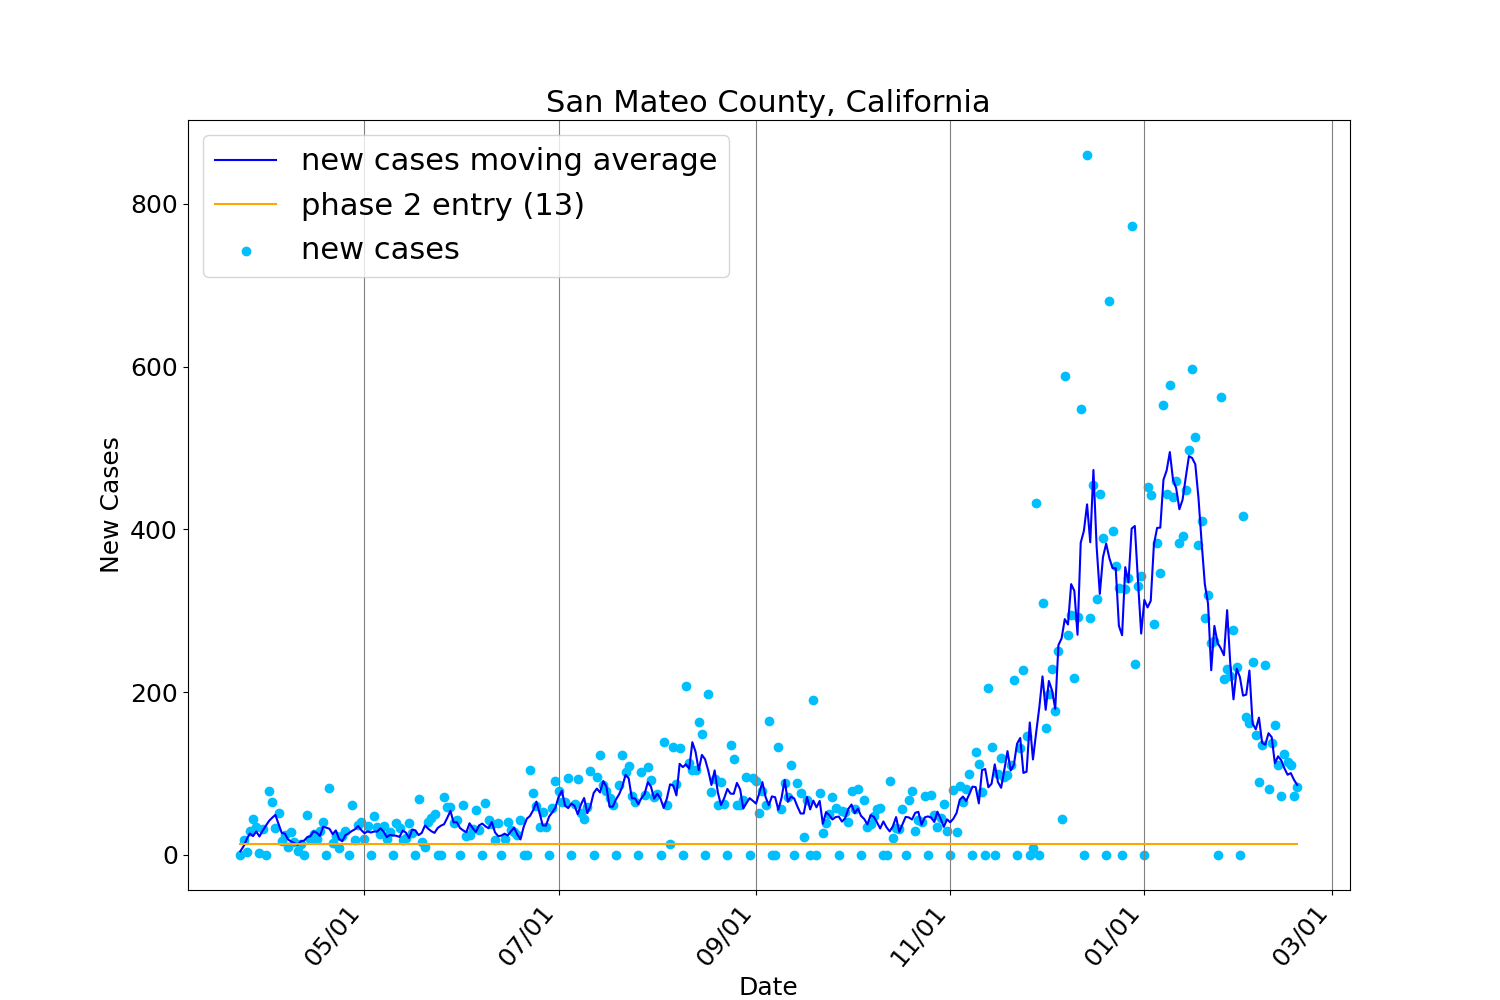 San Mateo County, California
new cases moving average
phase 2 entry (13)
new cases
800
600
400
200
0
New Cases
05/01
07/01
09/01
11/01
01/01
03/01
Date